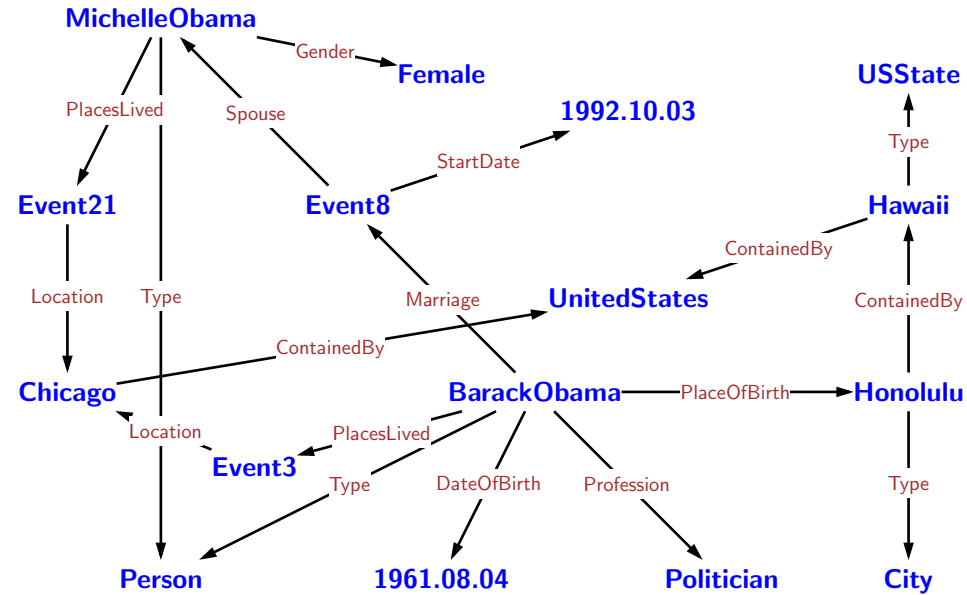 MichelleObama
Gender
Female
USState
PlacesLived
Spouse
1992.10.03
Type
StartDate
Event21
Event8
Hawaii
ContainedBy
Location
Type
Marriage
UnitedStates
ContainedBy
ContainedBy
Chicago
BarackObama
PlaceOfBirth
Honolulu
Location
PlacesLived
Event3
Type
DateOfBirth
Profession
Type
Person
1961.08.04
Politician
City